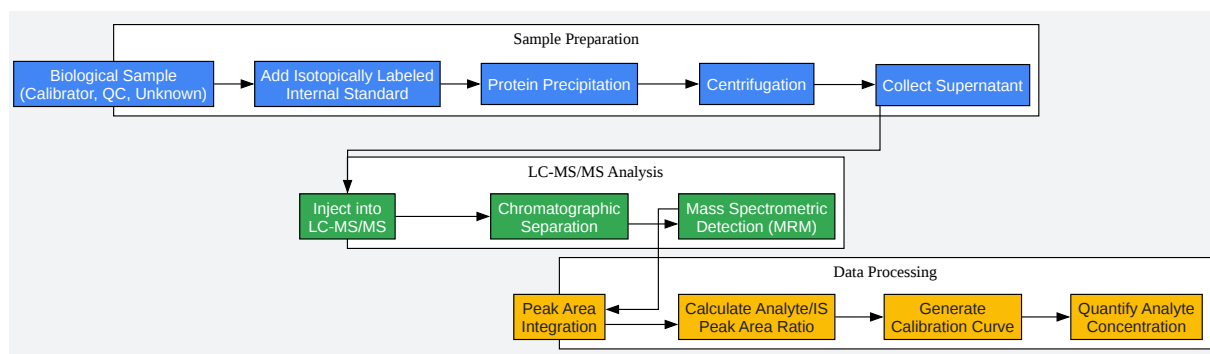 Sample Preparation
Biological Sample
(Calibrator, QC, Unknown)
Add Isotopically Labeled
Internal Standard
Protein Precipitation
Centrifugation
Collect Supernatant
LC-MS/MS Analysis
Inject into
LC-MS/MS
Chromatographic
Separation
Mass Spectrometric
Detection (MRM)
Data Processing
Peak Area
Integration
Calculate Analyte/IS
Peak Area Ratio
Generate
Calibration Curve
Quantify Analyte
Concentration